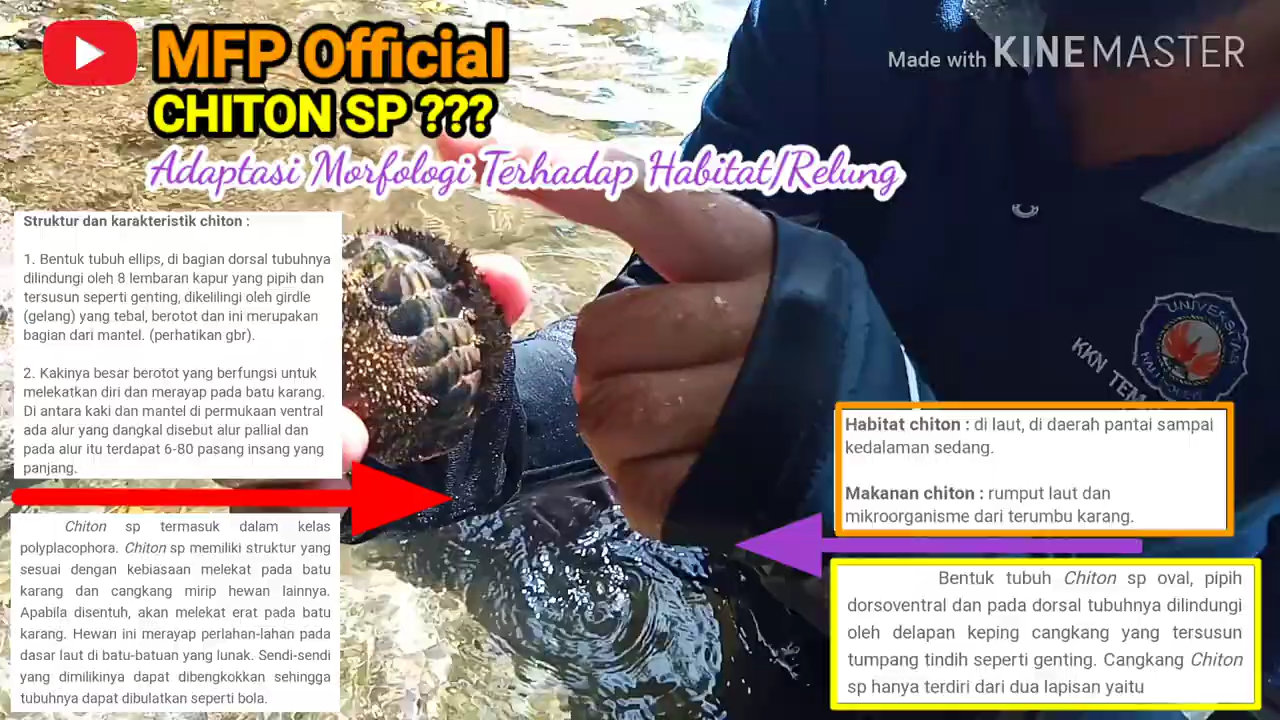 MFP Official
CHITON SP ???
Made with KINEMASTER
Adaptasi Morfologi Terhadap Habitat/Relung
Struktur dan karakteristik chiton :
1. Bentuk tubuh ellips, di bagian dorsal tubuhnya
dilindungi oleh 8 lembaran kapur yang pipih dan
tersusun seperti genting, dikelilingi oleh girdle
(gelang) yang tebal, berotot dan ini merupakan
bagian dari mantel. (perhatikan gbr).
2. Kakinya besar berotot yang berfungsi untuk
melekatkan diri dan merayap pada batu karang.
Di antara kaki dan mantel di permukaan ventral
ada alur yang dangkal disebut alur pallial dan
pada alur itu terdapat 6-80 pasang insang yang
panjang.
Chiton sp termasuk dalam kelas
polyplacophora. Chiton sp memiliki struktur yang
sesuai dengan kebiasaan melekat pada batu
karang dan cangkang mirip hewan lainnya.
Apabila disentuh, akan melekat erat pada batu
karang. Hewan ini merayap perlahan-lahan pada
dasar laut di batu-batuan yang lunak. Sendi-sendi
yang dimilikinya dapat dibengkokkan sehingga
tubuhnya dapat dibulatkan seperti bola.
UNIVERSITAS
KKN
Habitat chiton : di laut, di daerah pantai sampai
kedalaman sedang.
Makanan chiton : rumput laut dan
mikroorganisme dari terumbu karang.
Bentuk tubuh Chiton sp oval, pipih
dorsoventral dan pada dorsal tubuhnya dilindungi
oleh delapan keping cangkang yang tersusun
tumpang tindih seperti genting. Cangkang Chiton
sp hanya terdiri dari dua lapisan yaitu